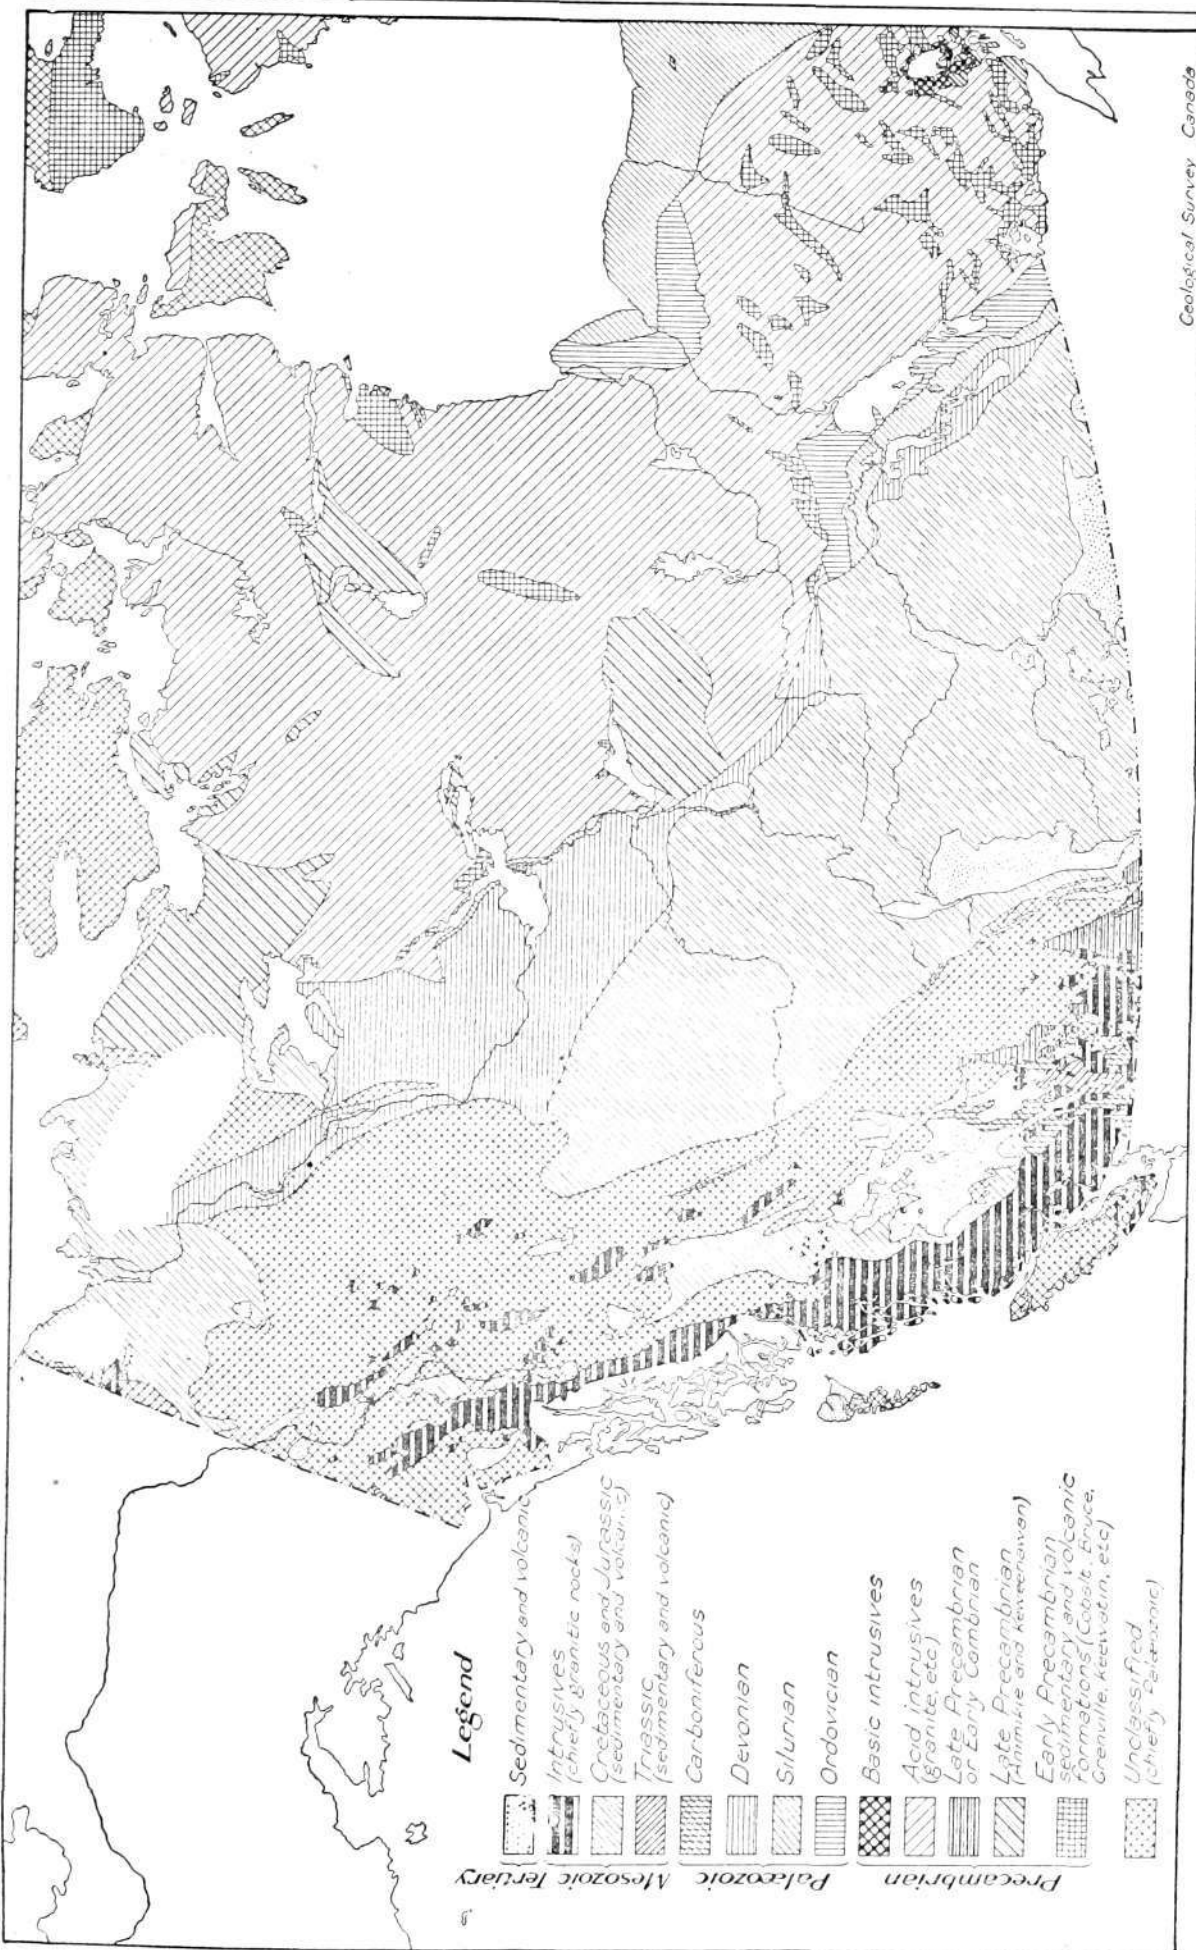 Legend
Tertiary
Sedimentary and volcanic
Mesozoic
Intrusives
(chiefly granitic rocks)
Cretaceous and Jurassic
(sedimentary and volcanic)
Triassic
(sedimentary and volcanic)
Palæozoic
Carboniferous
Devonian
Silurian
Ordovician
Precambrian
Basic intrusives
Acid intrusives
(granite, etc)
Late Precambrian
or Early Cambrian
Late Precambrian
(Animikie and Keweenawan)
Early Precambrian
sedimentary and volcanic
formations (Cobalt, Bruce,
Grenville, Keewatin, etc)
Unclassified
(chiefly Palæozoic)
Geological Survey Canada